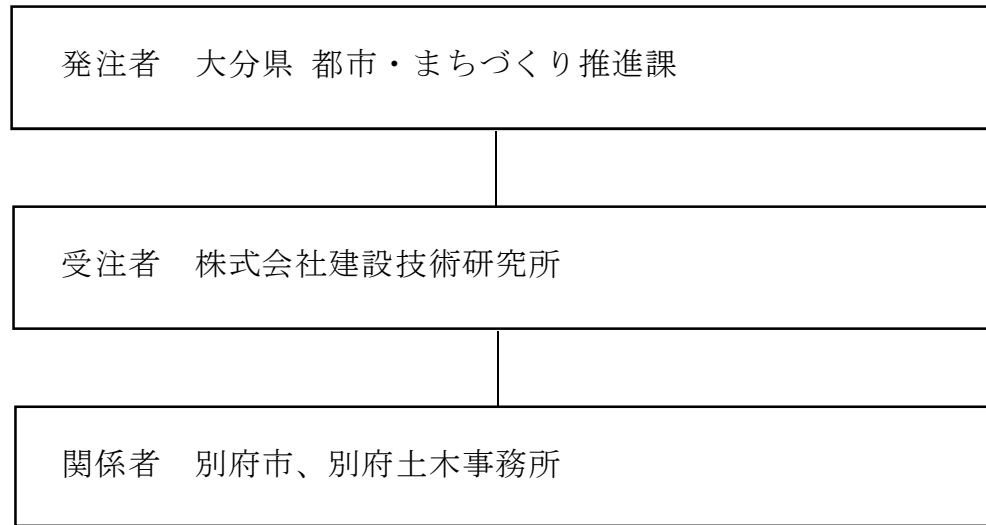 発注者　大分県 都市・まちづくり推進課
受注者　株式会社建設技術研究所
関係者　別府市、別府土木事務所